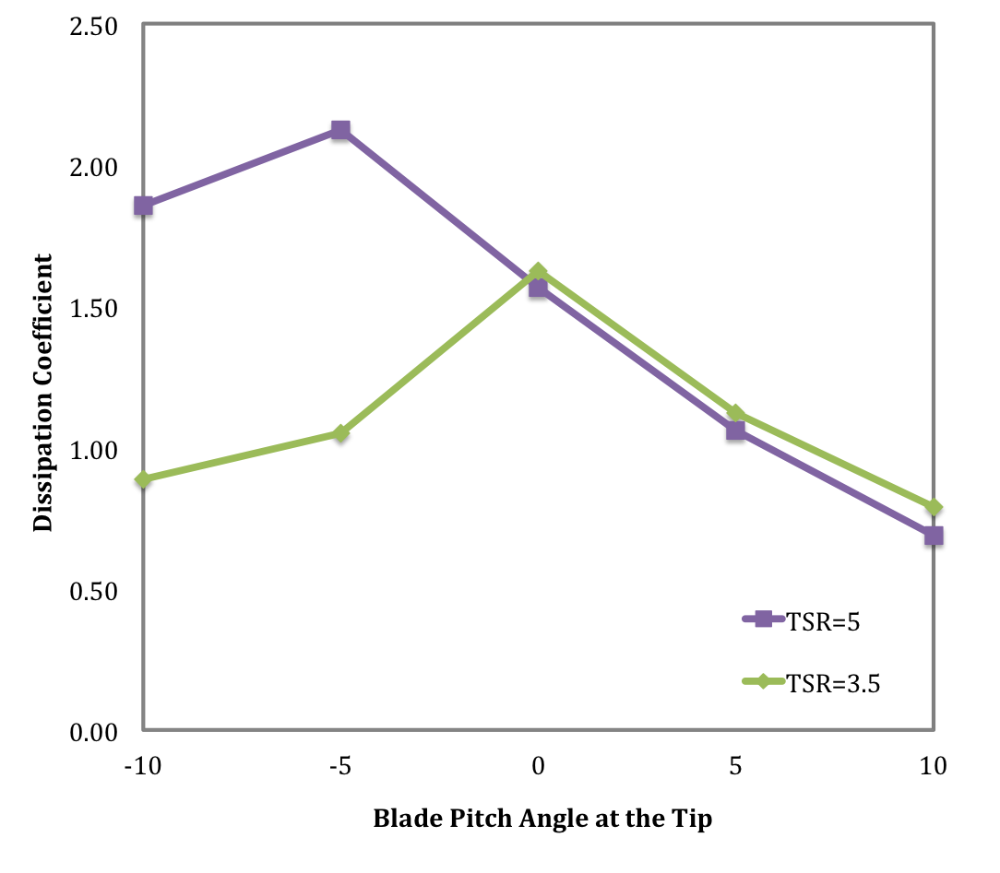 2.50
2.00
1.50
1.00
0.50
0.00
Dissipation Coefficient
TSR=5
TSR=3.5
-10 -5 0 5 10
Blade Pitch Angle at the Tip